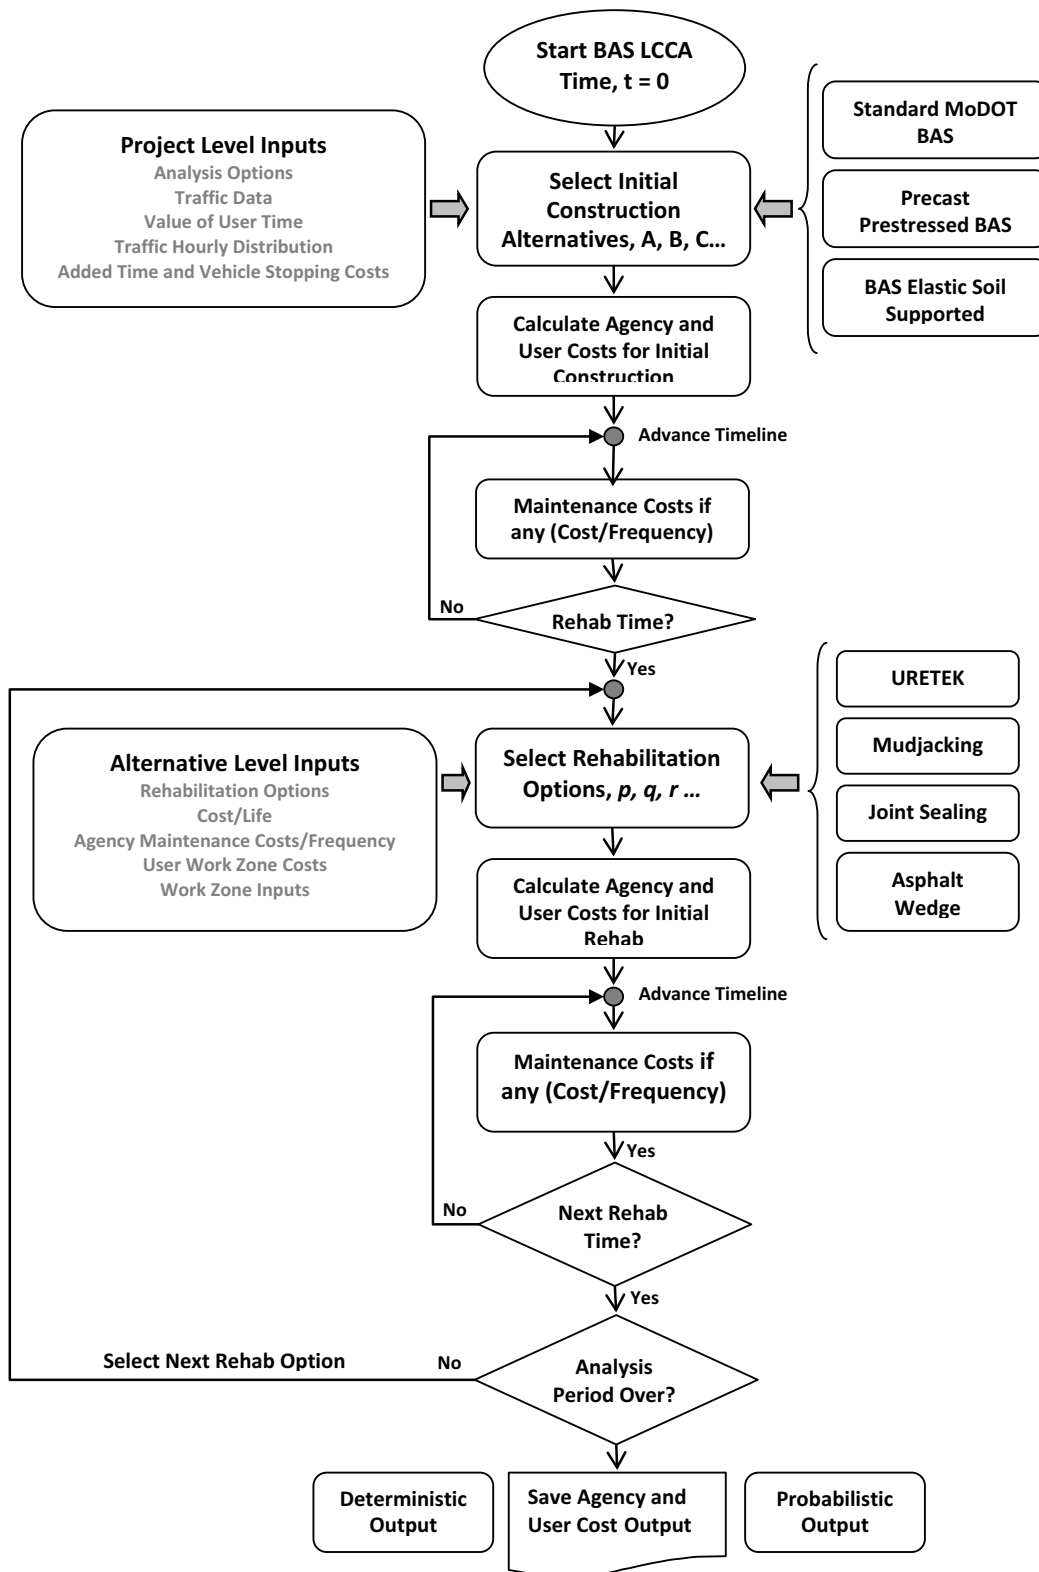 Start BAS LCCA
Time, t = 0
Project Level Inputs
Analysis Options
Traffic Data
Value of User Time
Traffic Hourly Distribution
Added Time and Vehicle Stopping Costs
Select Initial
Construction
Alternatives, A, B, C...
Standard MoDOT
BAS
Precast
Prestressed BAS
BAS Elastic Soil
Supported
Calculate Agency and
User Costs for Initial
Construction
Advance Timeline
Maintenance Costs if
any (Cost/Frequency)
No
Rehab Time?
Yes
Alternative Level Inputs
Rehabilitation Options
Cost/Life
Agency Maintenance Costs/Frequency
User Work Zone Costs
Work Zone Inputs
Select Rehabilitation
Options, p, q, r ...
URETEK
Mudjacking
Joint Sealing
Asphalt
Wedge
Calculate Agency and
User Costs for Initial
Rehab
Advance Timeline
Maintenance Costs if
any (Cost/Frequency)
Yes
No
Next Rehab
Time?
Yes
Select Next Rehab Option
No
Analysis
Period Over?
Deterministic
Output
Save Agency and
User Cost Output
Probabilistic
Output